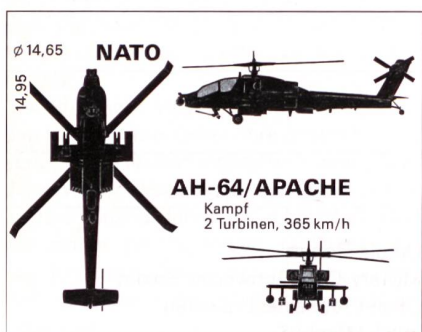 ⌀ 14,65
NATO
14,95
AH-64/APACHE
Kampf
2 Turbinen, 365 km/h